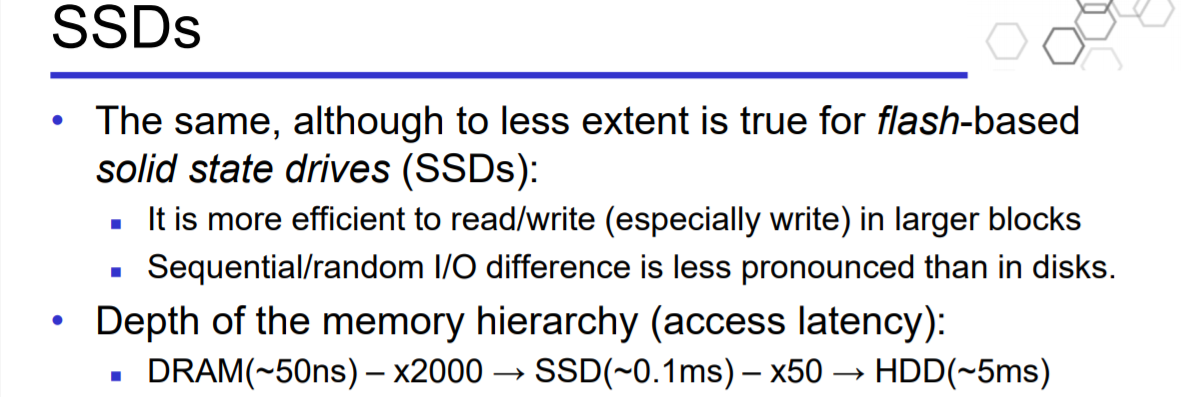 SSDs
• The same, although to less extent is true for flash-based
solid state drives (SSDs):
▪ It is more efficient to read/write (especially write) in larger blocks
▪ Sequential/random I/O difference is less pronounced than in disks.
• Depth of the memory hierarchy (access latency):
▪ DRAM(~50ns) – x2000 → SSD(~0.1ms) – x50 → HDD(~5ms)